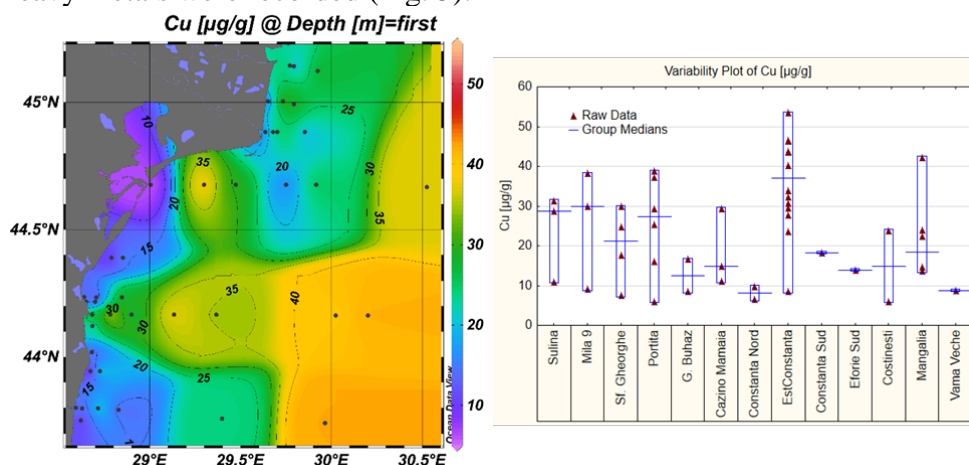 heavy metals were recorded (Fig. 3).
Cu [µg/g] @ Depth [m]=first
45°N
44.5°N
44°N
29°E
29.5°E
30°E
30.5°E
10
35
25
20
20
30
35
15
30
35
30
40
20
25
15
50
40
30
20
10
Ocean Data View
Variability Plot of Cu [µg/g]
Raw Data
Group Medians
Cu [µg/g]
60
50
40
30
20
10
0
Sulina
Mila 9
Sf. Gheorghe
Portita
G. Buhaz
Cazino Mamaia
Constanta Nord
EstConstanta
Constanta Sud
Eforie Sud
Costinesti
Mangalia
Vama Veche